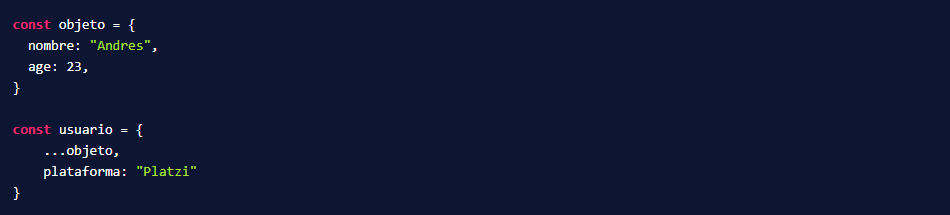 const objeto = {
  nombre: "Andres",
  age: 23,
}

const usuario = {
    ...objeto,
    plataforma: "Platzi"
}